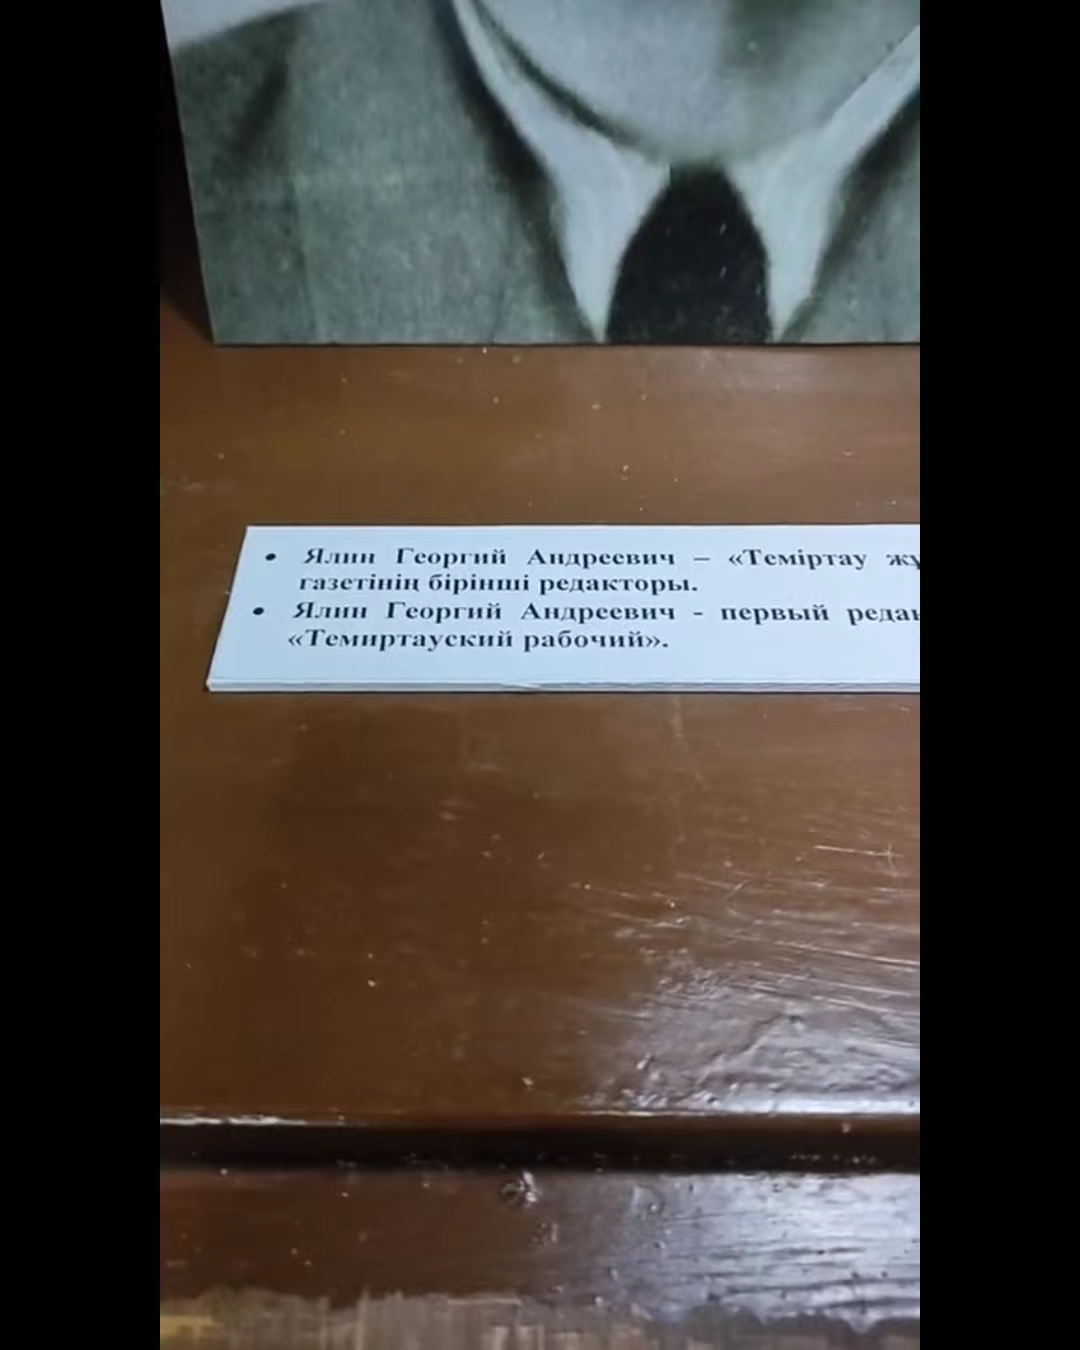 • Ялин Георгий Андреевич – «Теміртау
газетінің бірінші редакторы.
• Ялин Георгий Андреевич - первый
«Темиртауский рабочий».